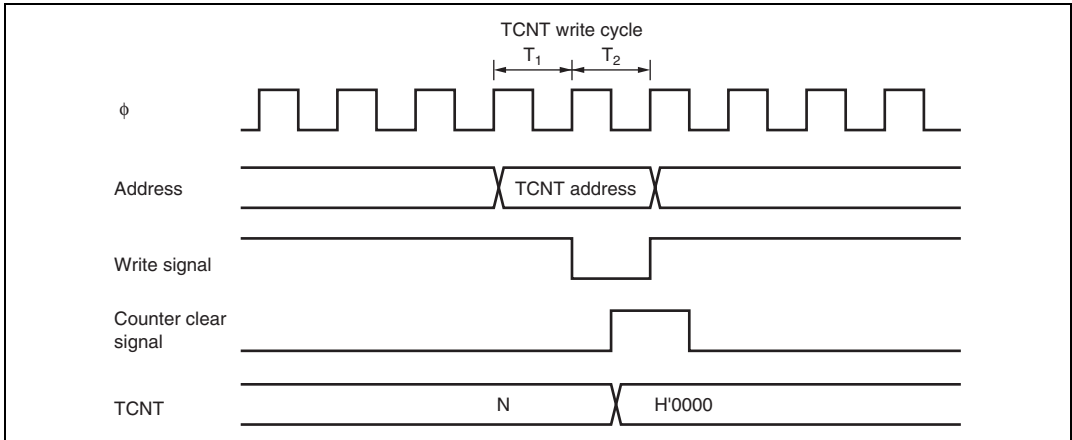 TCNT write cycle
T1 T2
ϕ
Address
TCNT address
Write signal
Counter clear
signal
TCNT
N
H'0000